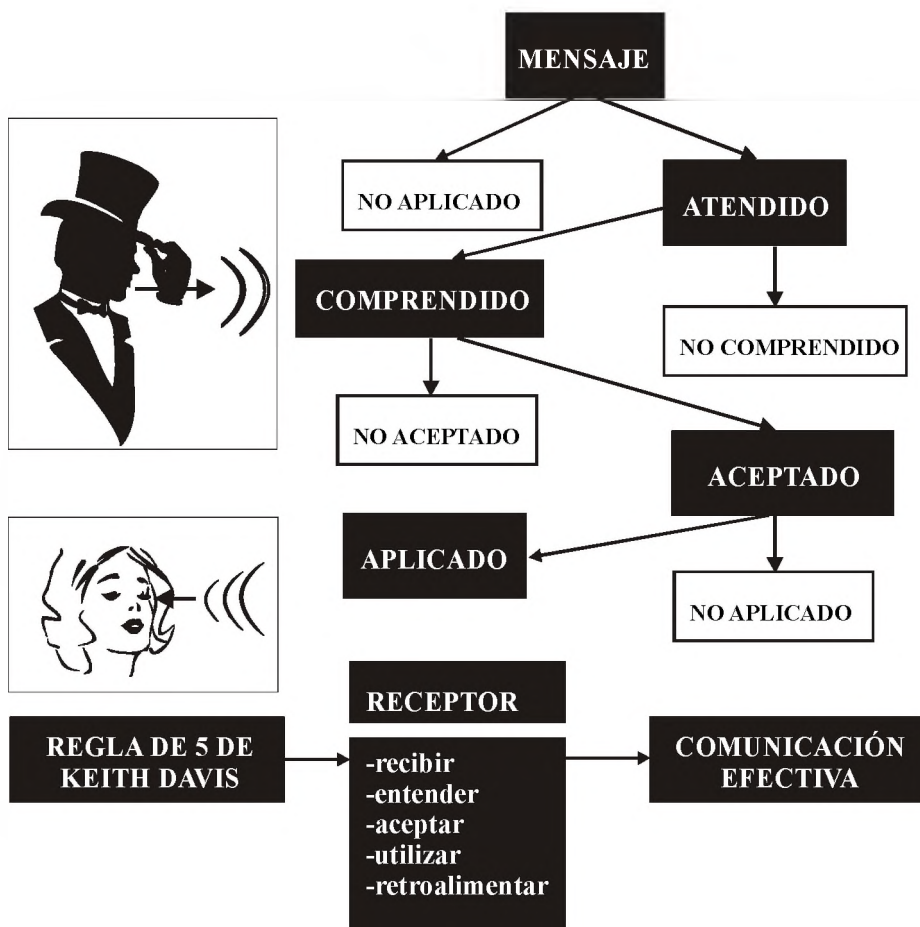 MENSAJE
NO APLICADO
ATENDIDO
COMPRENDIDO
NO COMPRENDIDO
NO ACEPTADO
ACEPTADO
APLICADO
NO APLICADO
REGLA DE 5 DE
KEITH DAVIS
RECEPTOR
-recibir
-entender
-aceptar
-utilizar
-retroalimentar
COMUNICACIÓN
EFECTIVA